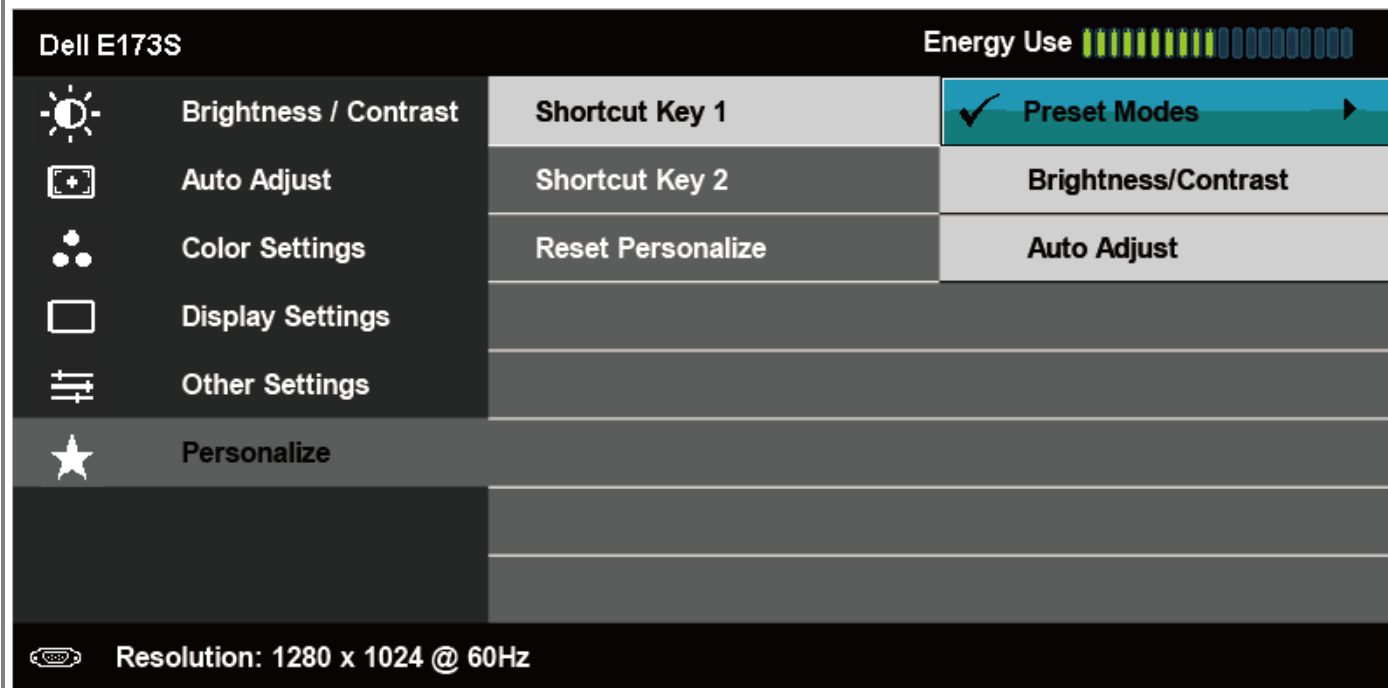 Dell E173S Energy Use
Brightness / Contrast Shortcut Key 1 Preset Modes
Auto Adjust Shortcut Key 2 Brightness/Contrast
Color Settings Reset Personalize Auto Adjust
Display Settings
Other Settings
Personalize
Resolution: 1280 x 1024 @ 60Hz